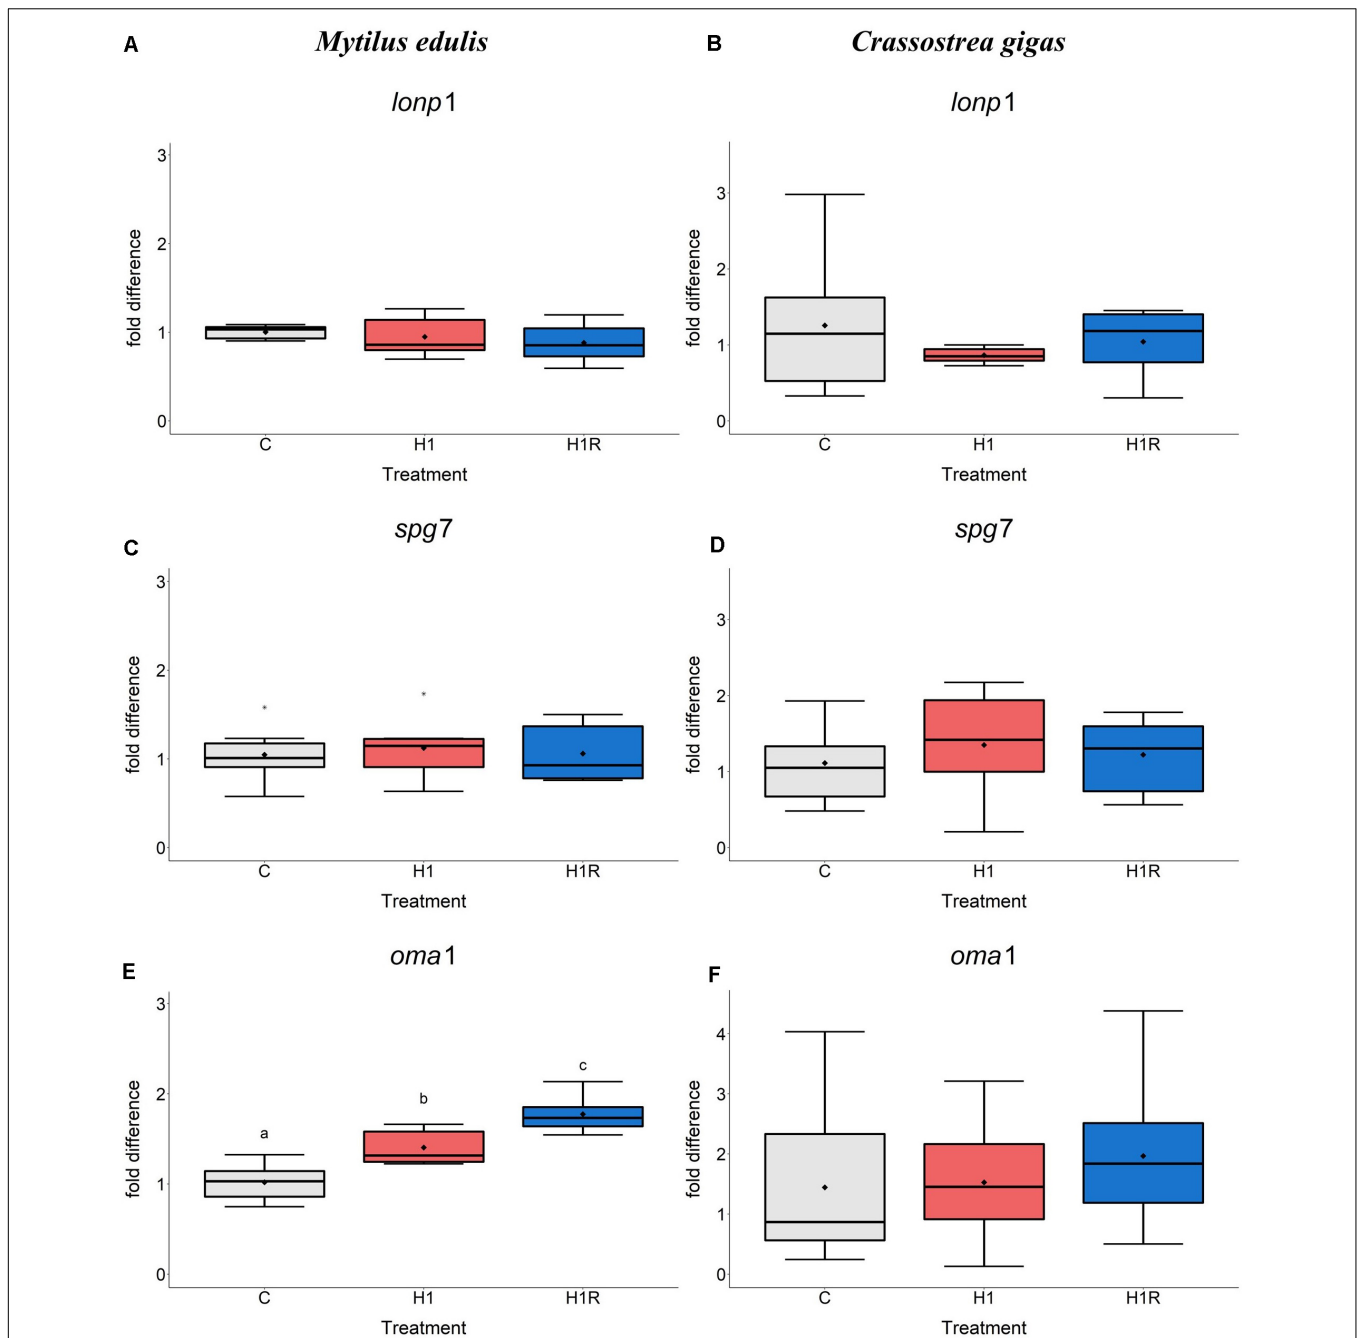 A Mytilus edulis
B Crassostrea gigas
lonp1
lonp1
3
2
1
0
fold difference
C H1 H1R
Treatment
3
2
1
0
fold difference
C H1 H1R
Treatment
C spg7
D spg7
3
2
1
0
fold difference
C H1 H1R
Treatment
3
2
1
0
fold difference
C H1 H1R
Treatment
E oma1
F oma1
3
2
1
0
fold difference
a b c
C H1 H1R
Treatment
4
3
2
1
0
fold difference
C H1 H1R
Treatment